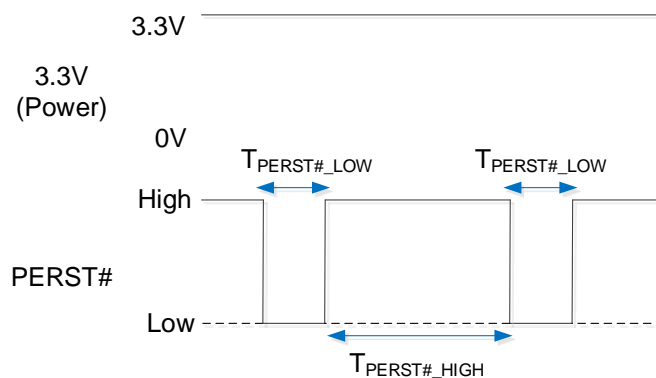 3.3V
3.3V
(Power)
0V
TPERST#_LOW TPERST#_LOW
High
PERST#
Low
TPERST#_HIGH